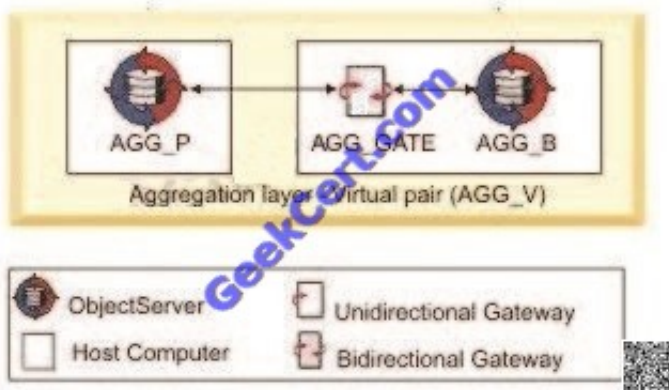 AGG_P
AGG_GATE
AGG_B
Aggregation layer - Virtual pair (AGG_V)
GeekCert.com
ObjectServer
Unidirectional Gateway
Host Computer
Bidirectional Gateway